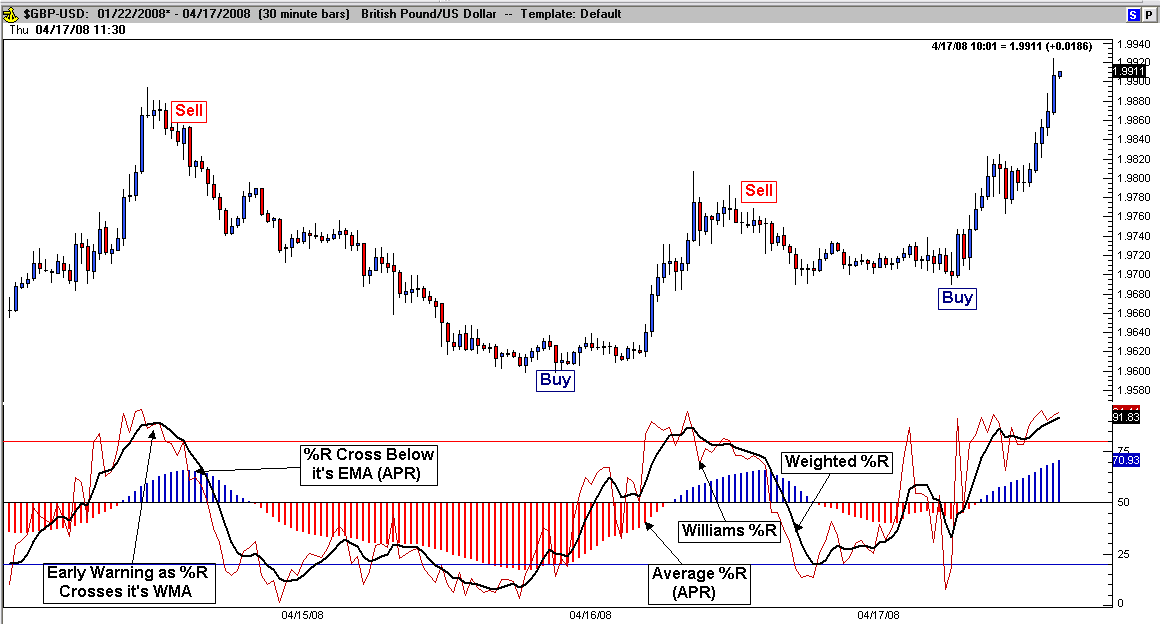 $GBP-USD: 01/22/2008* - 04/17/2008 (30 minute bars) British Pound/US Dollar -- Template: Default
S P
Thu 04/17/08 11:30
4/17/08 10:01 = 1.9911 (+0.0186)
1.9940
1.9920
1.9911
1.9900
1.9880
1.9860
1.9840
1.9820
1.9800
1.9780
1.9760
1.9740
1.9720
1.9700
1.9680
1.9660
1.9640
1.9620
1.9600
1.9580
Sell
Sell
Buy
Buy
91.83
75
70.93
50
25
0
%R Cross Below
it's EMA (APR)
Weighted %R
Williams %R
Early Warning as %R
Crosses it's WMA
Average %R
(APR)
04/15/08
04/16/08
04/17/08